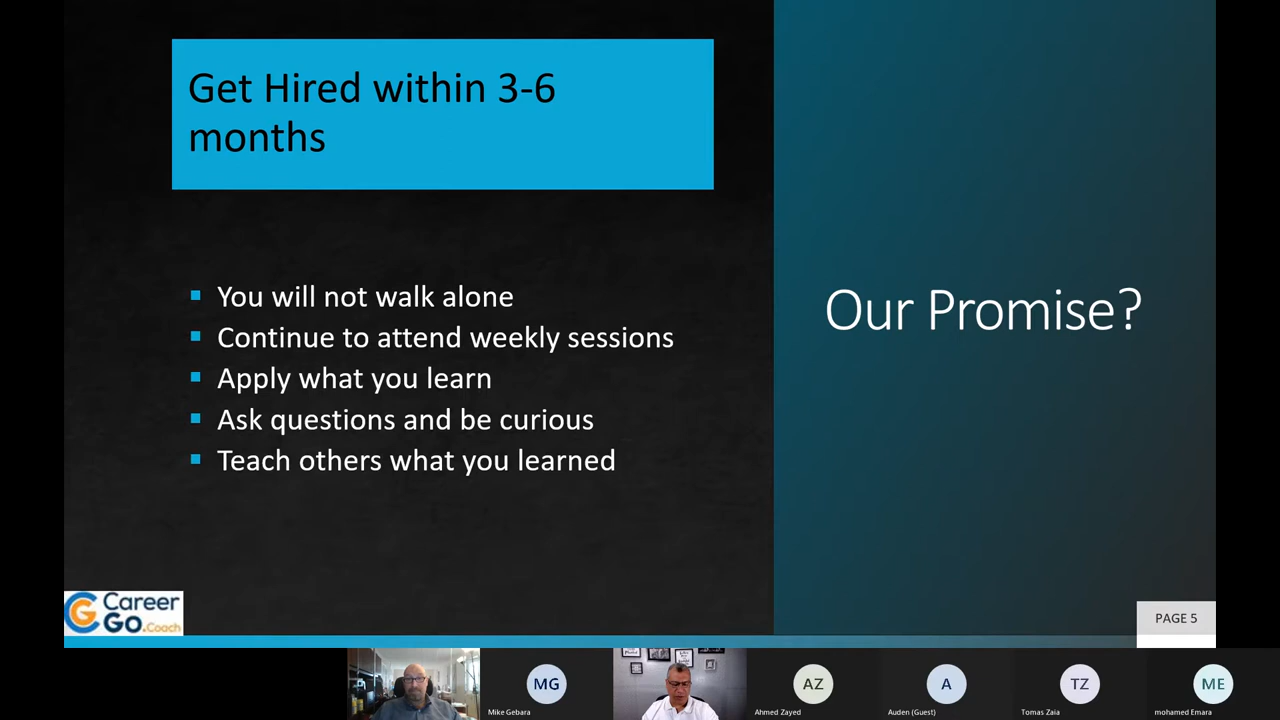 Get Hired within 3-6
months
You will not walk alone
Continue to attend weekly sessions
Apply what you learn
Ask questions and be curious
Teach others what you learned
Our Promise?
Career
Go.Coach
PAGE 5
MG
Mike Gebara
AZ
Ahmed Zayed
A
Auden (Guest)
TZ
Tomas Zaia
ME
mohamed Emara